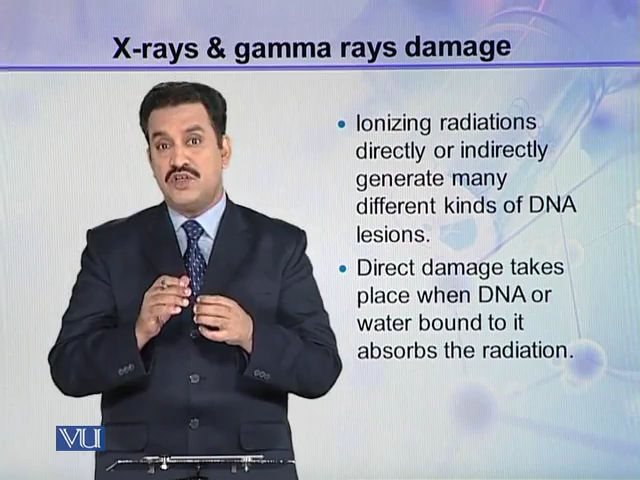 X-rays & gamma rays damage
• Ionizing radiations
directly or indirectly
generate many
different kinds of DNA
lesions.
• Direct damage takes
place when DNA or
water bound to it
absorbs the radiation.
VU